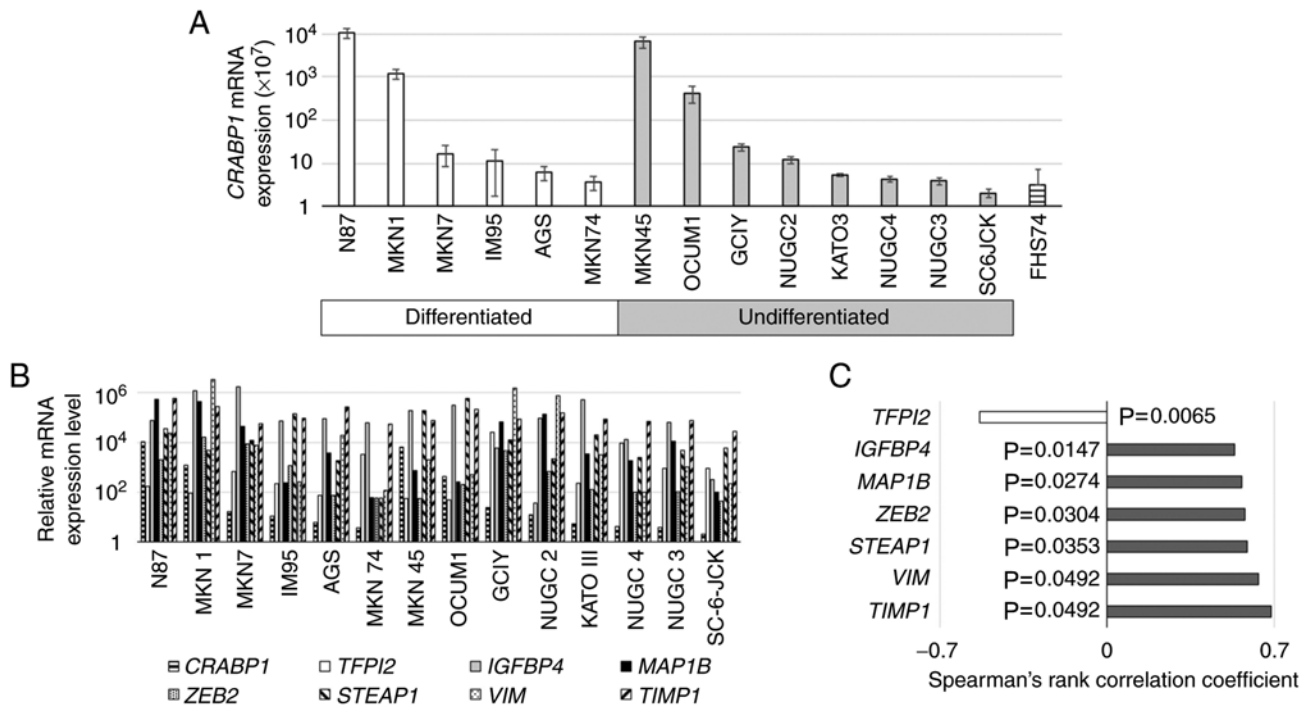 A
CRABP1 mRNA
expression (×10⁷)
10⁴
10³
10²
10
1
N87
MKN1
MKN7
IM95
AGS
MKN74
MKN45
OCUM1
GCIY
NUGC2
KATO3
NUGC4
NUGC3
SC6JCK
FHS74
Differentiated
Undifferentiated
B
Relative mRNA
expression level
10⁶
10⁴
10²
1
N87
MKN 1
MKN7
IM95
AGS
MKN 74
MKN 45
OCUM1
GCIY
NUGC 2
KATO III
NUGC 4
NUGC 3
SC-6-JCK
CRABP1 TFPI2 IGFBP4 MAP1B
ZEB2 STEAP1 VIM TIMP1
C
TFPI2 P=0.0065
IGFBP4 P=0.0147
MAP1B P=0.0274
ZEB2 P=0.0304
STEAP1 P=0.0353
VIM P=0.0492
TIMP1 P=0.0492
−0.7 0 0.7
Spearman's rank correlation coefficient